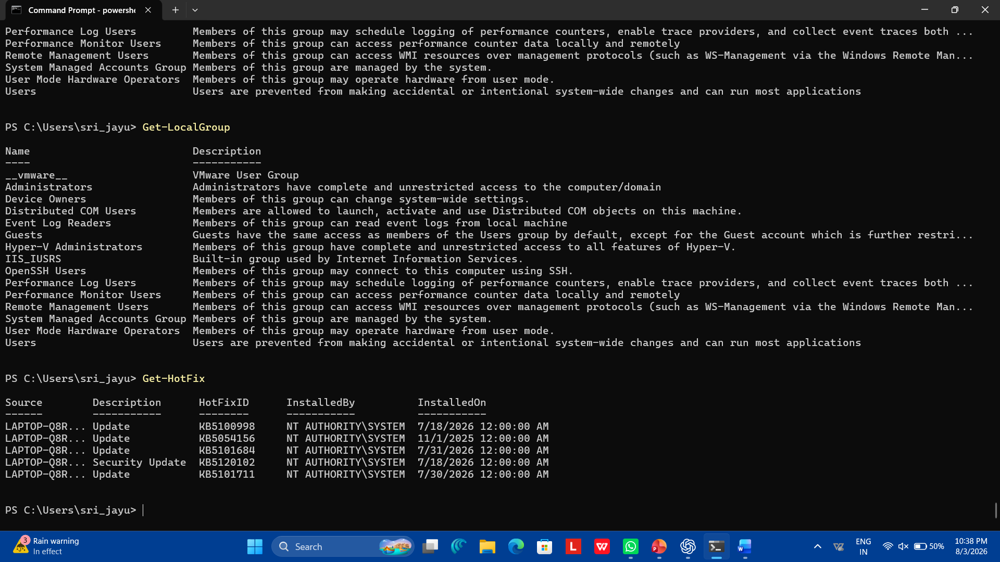 Command Prompt - powershe
Performance Log Users Members of this group may schedule logging of performance counters, enable trace providers, and collect event traces both ...
Performance Monitor Users Members of this group can access performance counter data locally and remotely
Remote Management Users Members of this group can access WMI resources over management protocols (such as WS-Management via the Windows Remote Man...
System Managed Accounts Group Members of this group are managed by the system.
User Mode Hardware Operators Members of this group may operate hardware from user mode.
Users Users are prevented from making accidental or intentional system-wide changes and can run most applications
PS C:\Users\sri_jayu> Get-LocalGroup
Name Description
---- -----------
__vmware__ VMware User Group
Administrators Administrators have complete and unrestricted access to the computer/domain
Device Owners Members of this group can change system-wide settings.
Distributed COM Users Members are allowed to launch, activate and use Distributed COM objects on this machine.
Event Log Readers Members of this group can read event logs from local machine
Guests Guests have the same access as members of the Users group by default, except for the Guest account which is further restri...
Hyper-V Administrators Members of this group have complete and unrestricted access to all features of Hyper-V.
IIS_IUSRS Built-in group used by Internet Information Services.
OpenSSH Users Members of this group may connect to this computer using SSH.
Performance Log Users Members of this group may schedule logging of performance counters, enable trace providers, and collect event traces both ...
Performance Monitor Users Members of this group can access performance counter data locally and remotely
Remote Management Users Members of this group can access WMI resources over management protocols (such as WS-Management via the Windows Remote Man...
System Managed Accounts Group Members of this group are managed by the system.
User Mode Hardware Operators Members of this group may operate hardware from user mode.
Users Users are prevented from making accidental or intentional system-wide changes and can run most applications
PS C:\Users\sri_jayu> Get-HotFix
Source Description HotFixID InstalledBy InstalledOn
------ ----------- -------- ----------- -----------
LAPTOP-Q8R... Update KB5100998 NT AUTHORITY\SYSTEM 7/18/2026 12:00:00 AM
LAPTOP-Q8R... Update KB5054156 NT AUTHORITY\SYSTEM 11/1/2025 12:00:00 AM
LAPTOP-Q8R... Update KB5101684 NT AUTHORITY\SYSTEM 7/31/2026 12:00:00 AM
LAPTOP-Q8R... Security Update KB5120102 NT AUTHORITY\SYSTEM 7/18/2026 12:00:00 AM
LAPTOP-Q8R... Update KB5101711 NT AUTHORITY\SYSTEM 7/30/2026 12:00:00 AM
PS C:\Users\sri_jayu>
3 Rain warning
In effect
Search
L
W
P
W
ENG
IN
50%
10:38 PM
8/3/2026